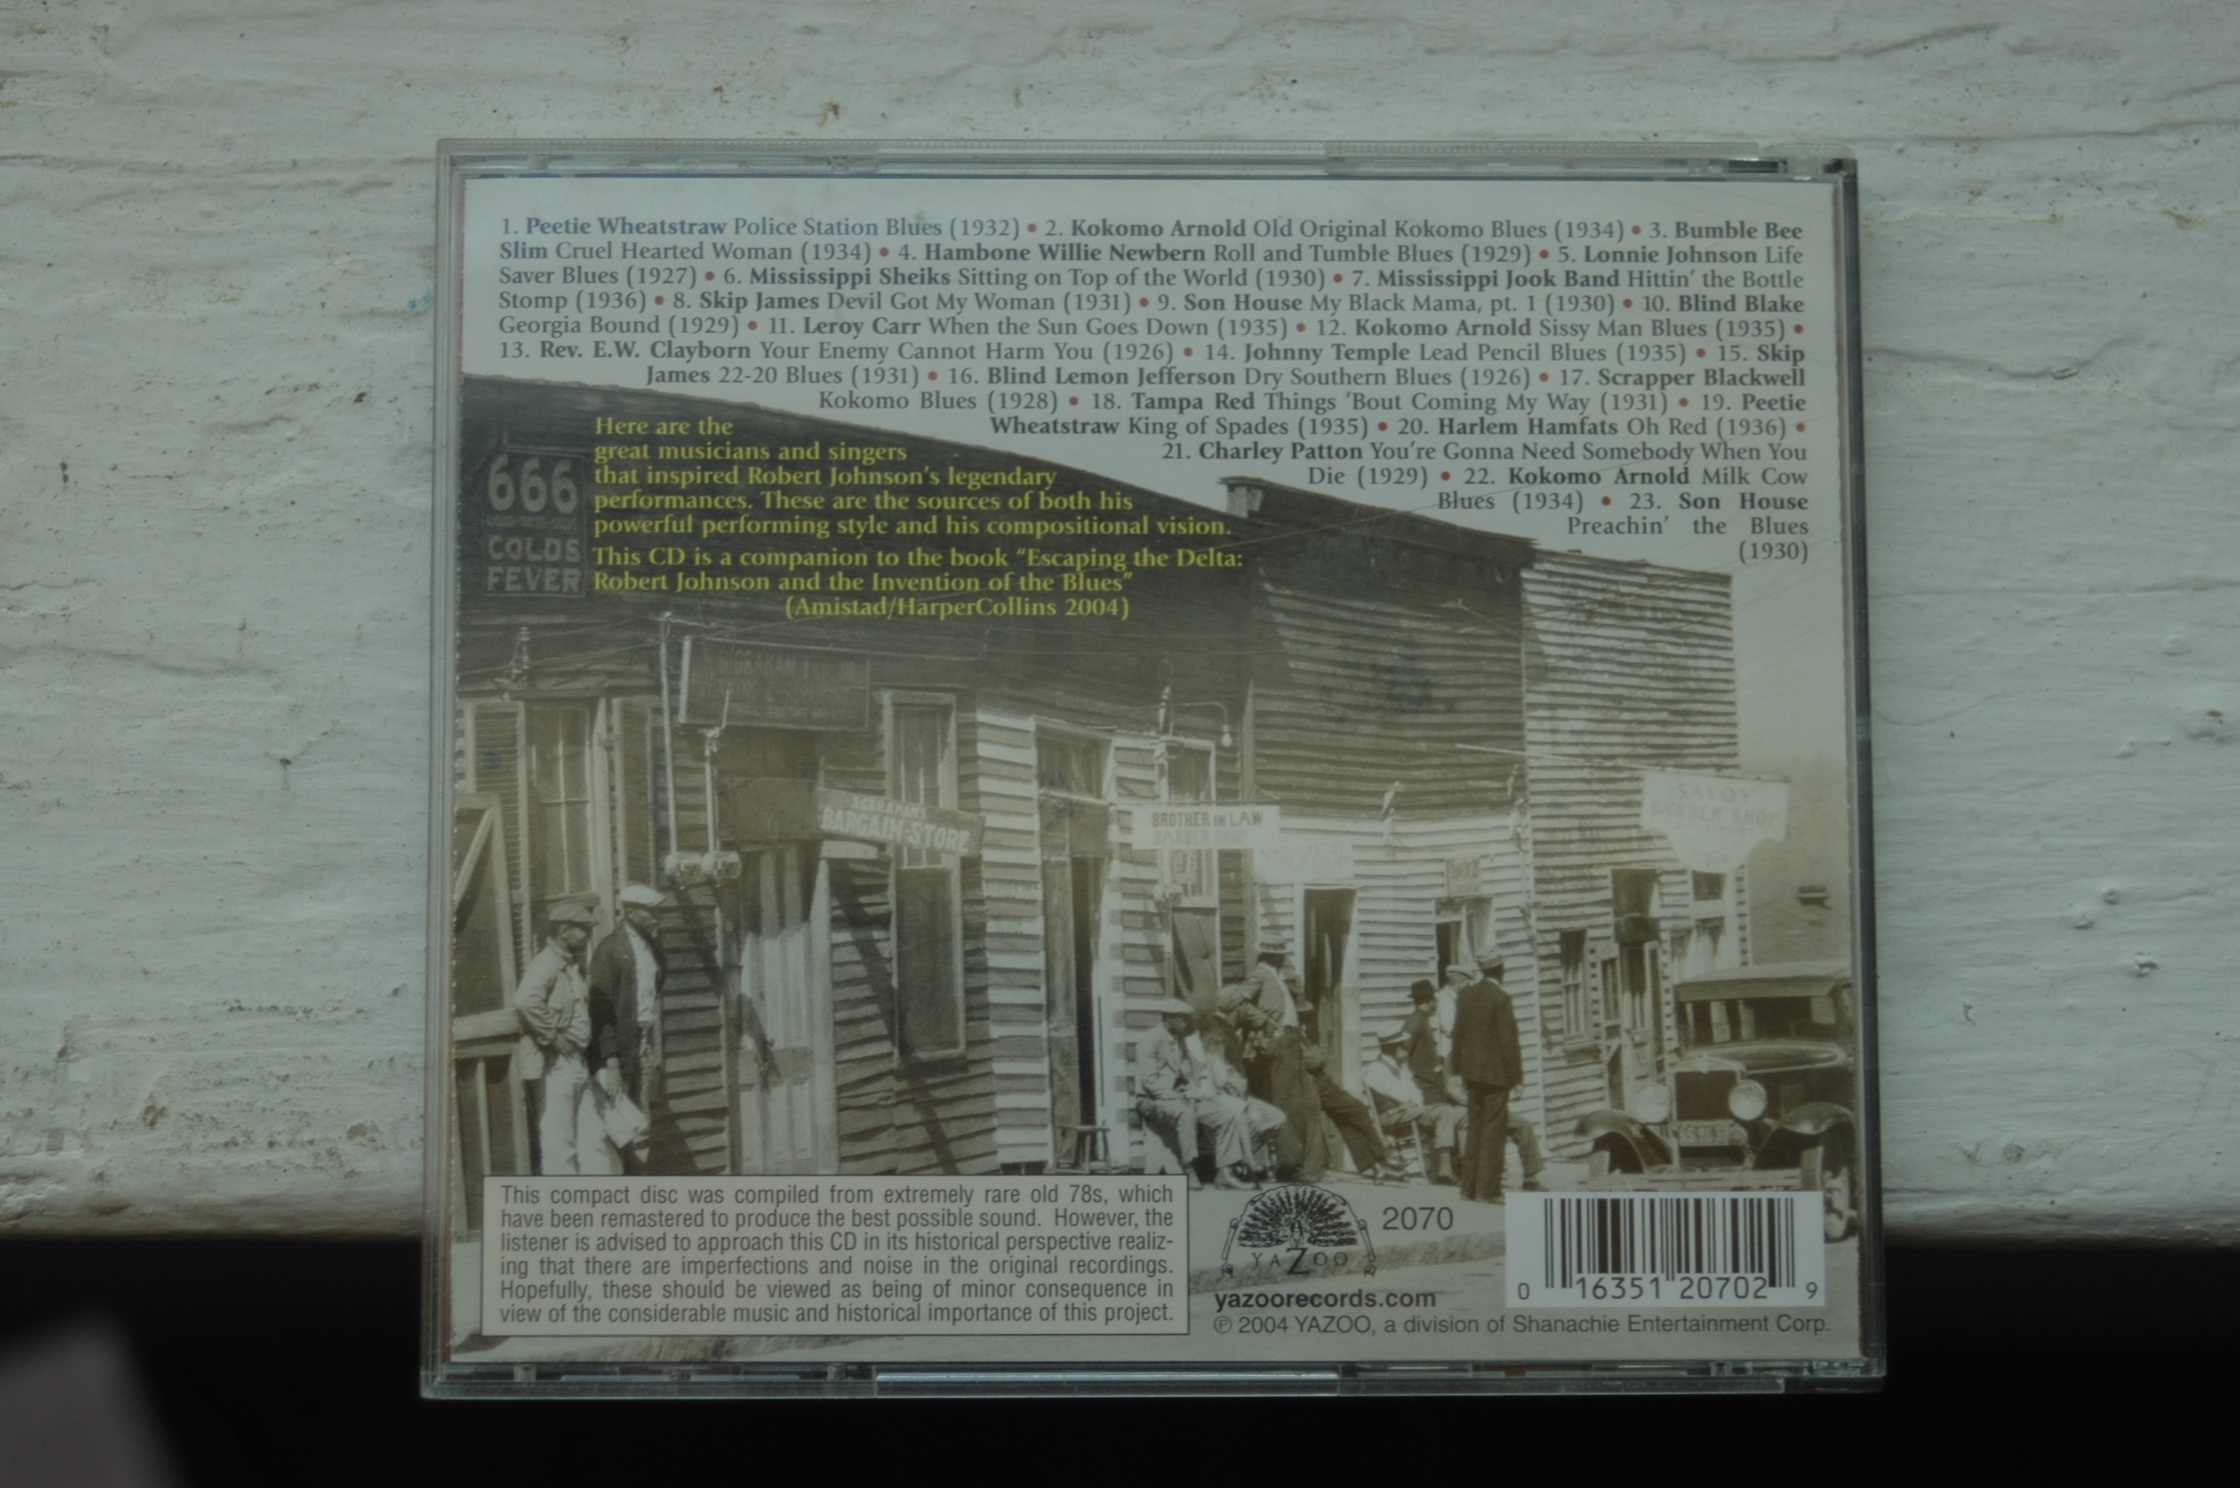 1. Peetie Wheatstraw Police Station Blues (1932) • 2. Kokomo Arnold Old Original Kokomo Blues (1934) • 3. Bumble Bee
Slim Cruel Hearted Woman (1934) • 4. Hambone Willie Newbern Roll and Tumble Blues (1929) • 5. Lonnie Johnson Life
Saver Blues (1927) • 6. Mississippi Sheiks Sitting on Top of the World (1930) • 7. Mississippi Jook Band Hittin' the Bottle
Stomp (1936) • 8. Skip James Devil Got My Woman (1931) • 9. Son House My Black Mama, pt. 1 (1930) • 10. Blind Blake
Georgia Bound (1929) • 11. Leroy Carr When the Sun Goes Down (1935) • 12. Kokomo Arnold Sissy Man Blues (1935) •
13. Rev. E.W. Clayborn Your Enemy Cannot Harm You (1926) • 14. Johnny Temple Lead Pencil Blues (1935) • 15. Skip
James 22-20 Blues (1931) • 16. Blind Lemon Jefferson Dry Southern Blues (1926) • 17. Scrapper Blackwell
Kokomo Blues (1928) • 18. Tampa Red Things 'Bout Coming My Way (1931) • 19. Peetie
Wheatstraw King of Spades (1935) • 20. Harlem Hamfats Oh Red (1936) •
21. Charley Patton You're Gonna Need Somebody When You
Die (1929) • 22. Kokomo Arnold Milk Cow
Blues (1934) • 23. Son House
Preachin' the Blues
(1930)
Here are the
great musicians and singers
that inspired Robert Johnson's legendary
performances. These are the sources of both his
powerful performing style and his compositional vision.
This CD is a companion to the book "Escaping the Delta:
Robert Johnson and the Invention of the Blues"
(Amistad/HarperCollins 2004)
666
COLDS
FEVER
BARGAIN STORE
BROTHER IN LAW
BARBER SHOP
SAVOY
BARBER SHOP
This compact disc was compiled from extremely rare old 78s, which
have been remastered to produce the best possible sound. However, the
listener is advised to approach this CD in its historical perspective realiz-
ing that there are imperfections and noise in the original recordings.
Hopefully, these should be viewed as being of minor consequence in
view of the considerable music and historical importance of this project.
YAZOO
2070
yazoorecords.com
℗ 2004 YAZOO, a division of Shanachie Entertainment Corp.
0 16351 20702 9